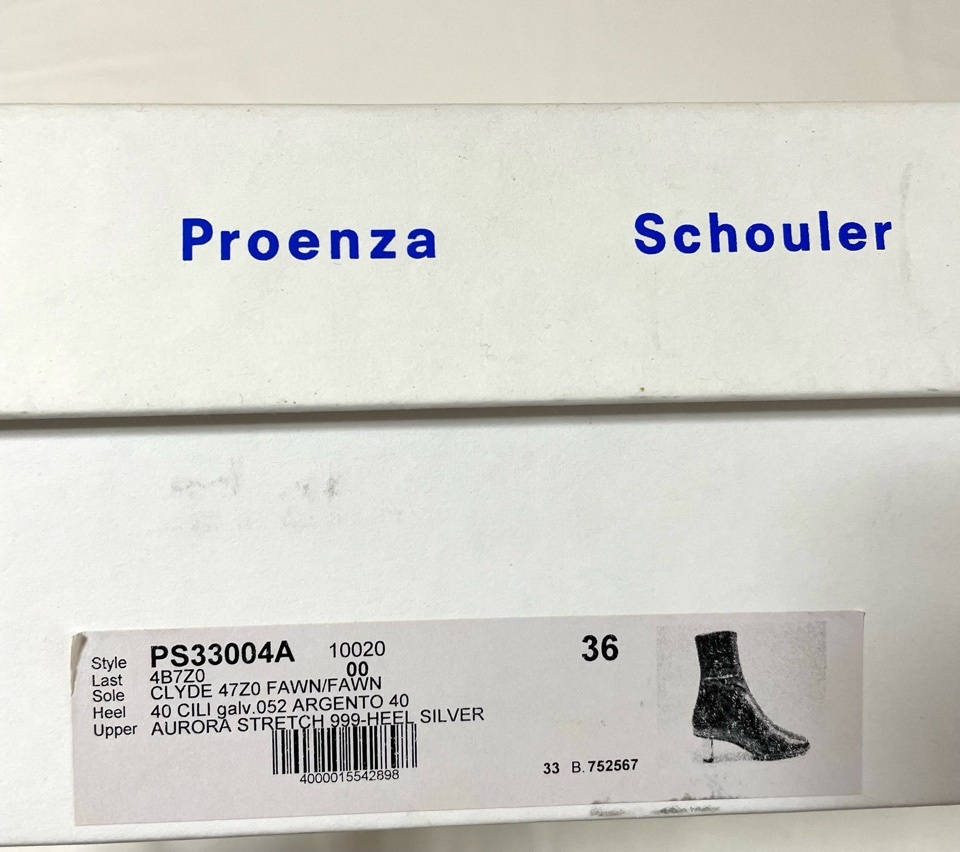 Proenza Schouler
Style PS33004A 10020 36
Last 4B7Z0 00
Sole CLYDE 47Z0 FAWN/FAWN
Heel 40 CILI galv.052 ARGENTO 40
Upper AURORA STRETCH 999-HEEL SILVER
4000015542898
33 B. 752567